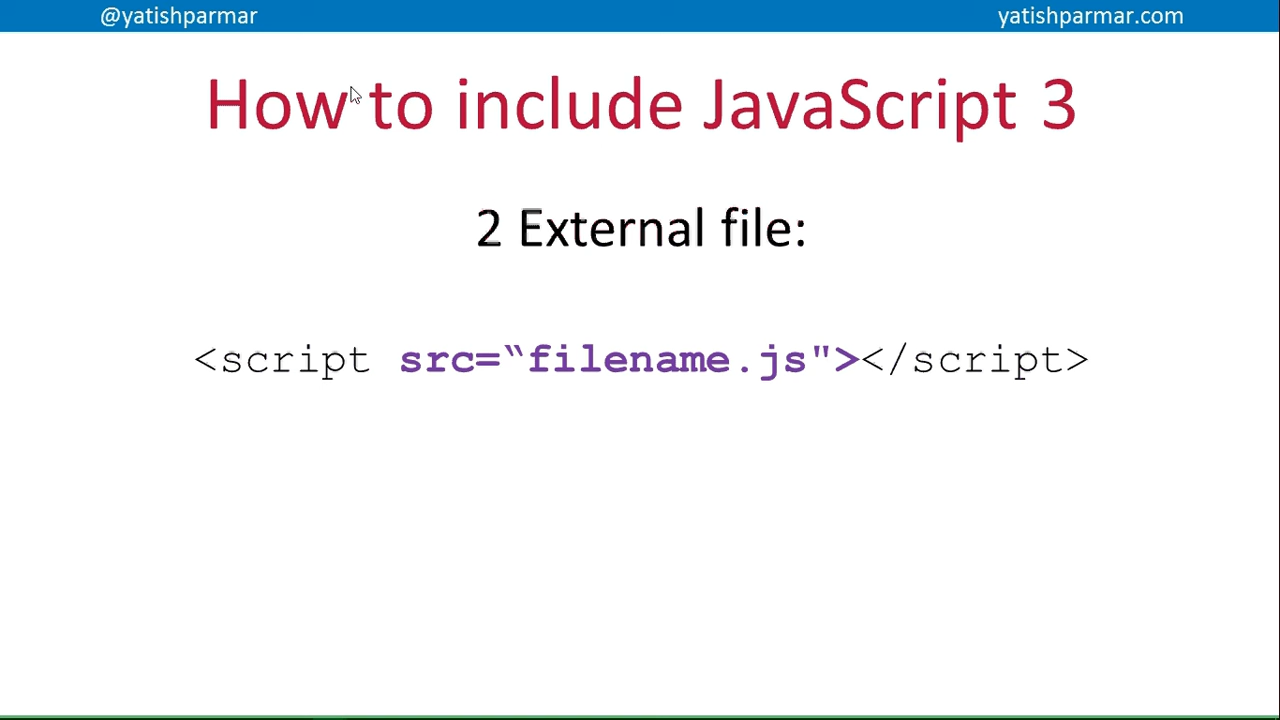 @yatishparmar yatishparmar.com
How to include JavaScript 3
2 External file:
<script src=“filename.js"></script>